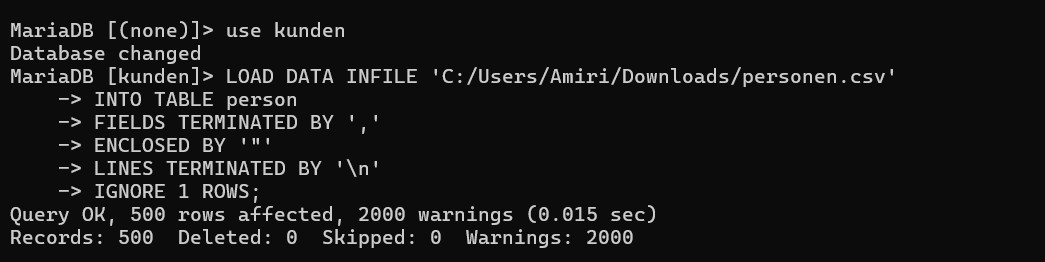 MariaDB [(none)]> use kunden
Database changed
MariaDB [kunden]> LOAD DATA INFILE 'C:/Users/Amiri/Downloads/personen.csv'
    -> INTO TABLE person
    -> FIELDS TERMINATED BY ','
    -> ENCLOSED BY '"'
    -> LINES TERMINATED BY '\n'
    -> IGNORE 1 ROWS;
Query OK, 500 rows affected, 2000 warnings (0.015 sec)
Records: 500  Deleted: 0  Skipped: 0  Warnings: 2000